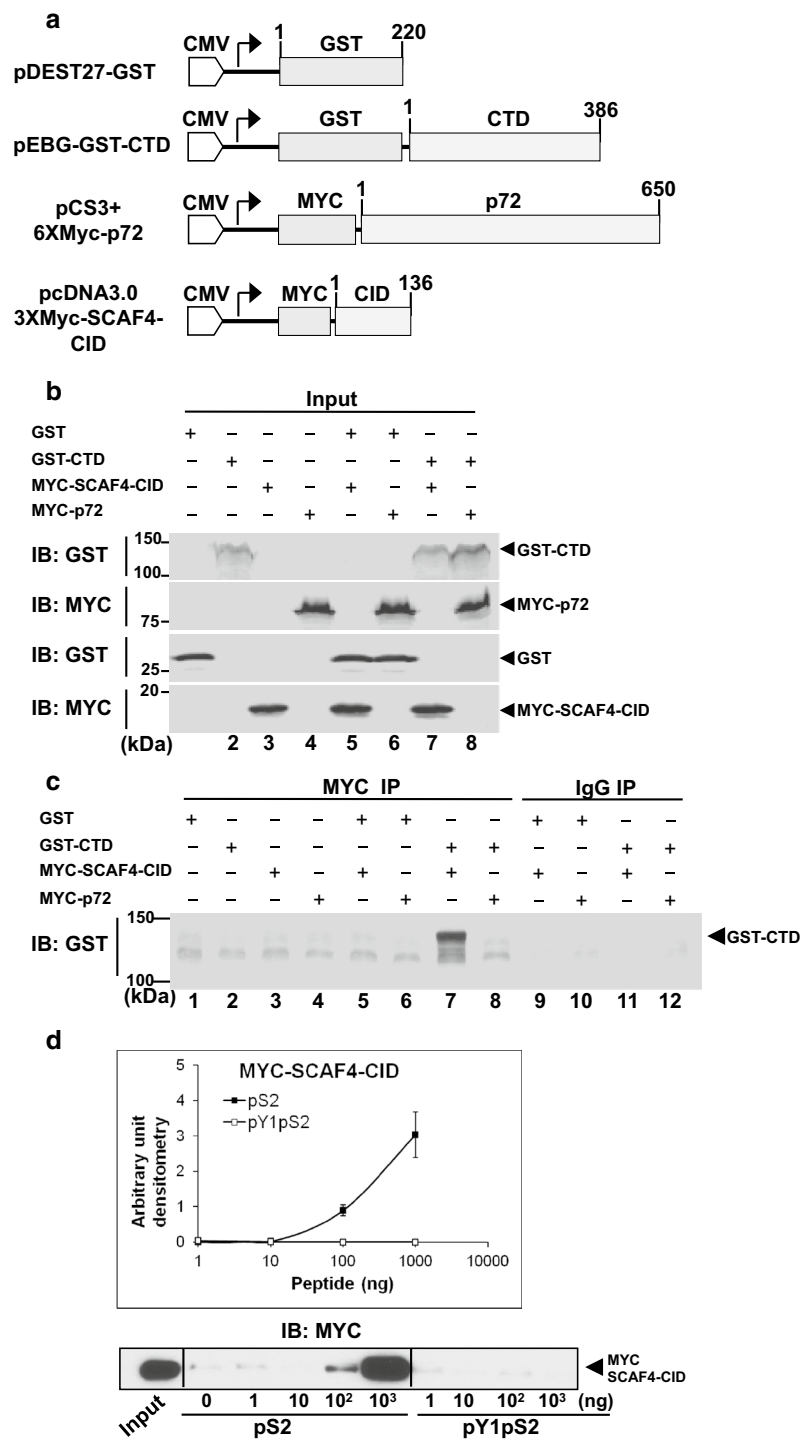 a
1 220
CMV GST
pDEST27-GST
1 386
CMV GST CTD
pEBG-GST-CTD
1 650
CMV MYC p72
pCS3+
6XMyc-p72
1 136
CMV MYC CID
pcDNA3.0
3XMyc-SCAF4-
CID
b
Input
GST + – – – + + – –
GST-CTD – + – – – – + +
MYC-SCAF4-CID – – + – + – + –
MYC-p72 – – – + – + – +
IB: GST 150 100 GST-CTD
IB: MYC 75 MYC-p72
IB: GST 25 GST
IB: MYC 20 MYC-SCAF4-CID
(kDa) 2 3 4 5 6 7 8
c
MYC IP IgG IP
GST + – – – + + – – + + – –
GST-CTD – + – – – – + + – – + +
MYC-SCAF4-CID – – + – + – + – + – + –
MYC-p72 – – – + – + – + – + – +
IB: GST 150 100 GST-CTD
(kDa) 1 2 3 4 5 6 7 8 9 10 11 12
d
MYC-SCAF4-CID
pS2
pY1pS2
Arbitrary unit
densitometry
5
4
3
2
1
0
1 10 100 1000 10000
Peptide (ng)
IB: MYC
MYC
SCAF4-CID
Input 0 1 10 10² 10³ 1 10 10² 10³ (ng)
pS2 pY1pS2